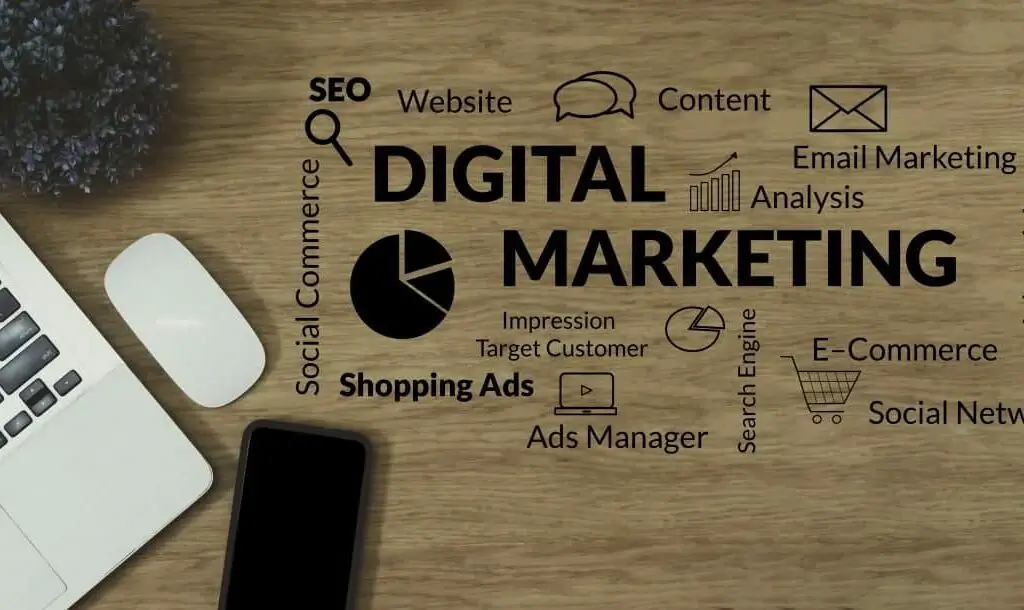 SEO
Website
Content
Email Marketing
DIGITAL
Analysis
Social Commerce
MARKETING
Impression
Target Customer
Search Engine
E-Commerce
Shopping Ads
Social Netw
Ads Manager